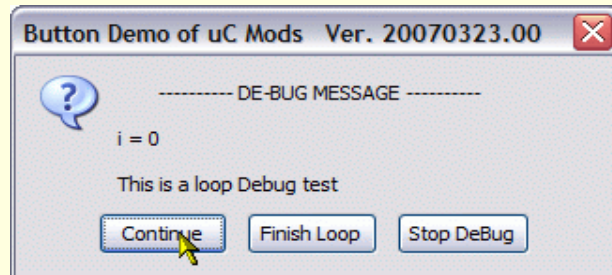 Button Demo of uC Mods Ver. 20070323.00
---------- DE-BUG MESSAGE ----------
i = 0
This is a loop Debug test
Continue Finish Loop Stop DeBug